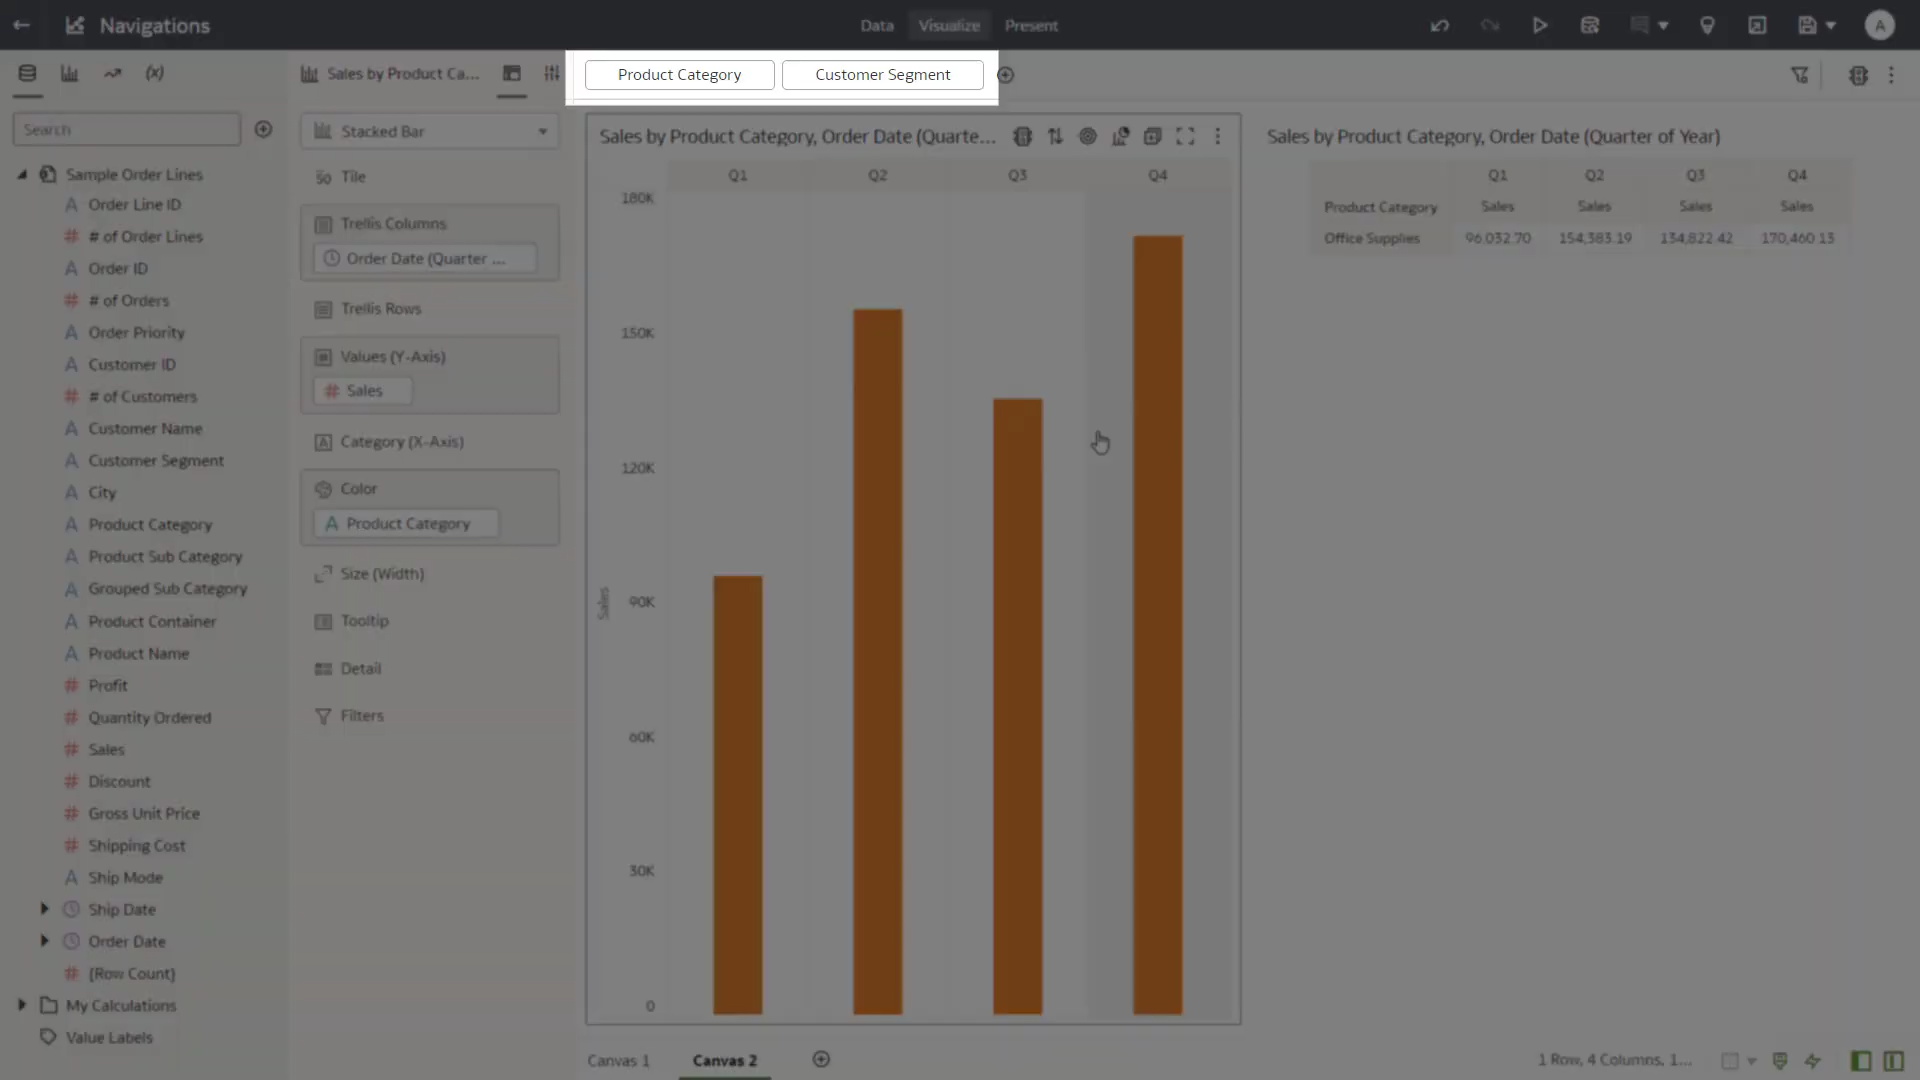 Navigations
Data
Visualize
Present
A
Sales by Product Ca...
Product Category
Customer Segment
Search
Stacked Bar
Sample Order Lines
Order Line ID
# of Order Lines
Order ID
# of Orders
Order Priority
Customer ID
# of Customers
Customer Name
Customer Segment
City
Product Category
Product Sub Category
Grouped Sub Category
Product Container
Product Name
Profit
Quantity Ordered
Sales
Discount
Gross Unit Price
Shipping Cost
Ship Mode
Ship Date
Order Date
(Row Count)
My Calculations
Value Labels
Tile
Trellis Columns
Order Date (Quarter ...
Trellis Rows
Values (Y-Axis)
Sales
Category (X-Axis)
Color
Product Category
Size (Width)
Tooltip
Detail
Filters
Sales by Product Category, Order Date (Quarte...
Q1 Q2 Q3 Q4
180K
150K
120K
90K
60K
30K
0
Sales
Sales by Product Category, Order Date (Quarter of Year)
Q1 Q2 Q3 Q4
Product Category Sales Sales Sales Sales
Office Supplies 96,032.70 154,383.19 134,822.42 170,460.13
Canvas 1
Canvas 2
1 Row, 4 Columns, 1...